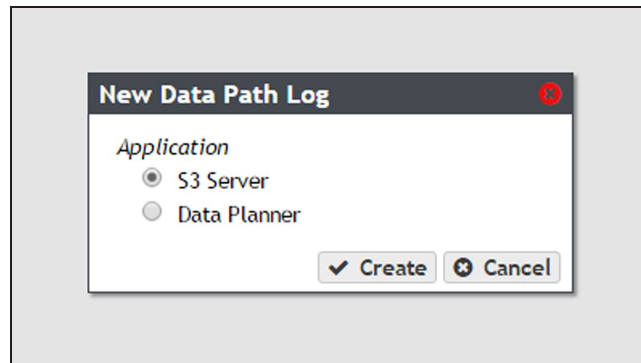 New Data Path Log
Application
S3 Server
Data Planner
Create Cancel